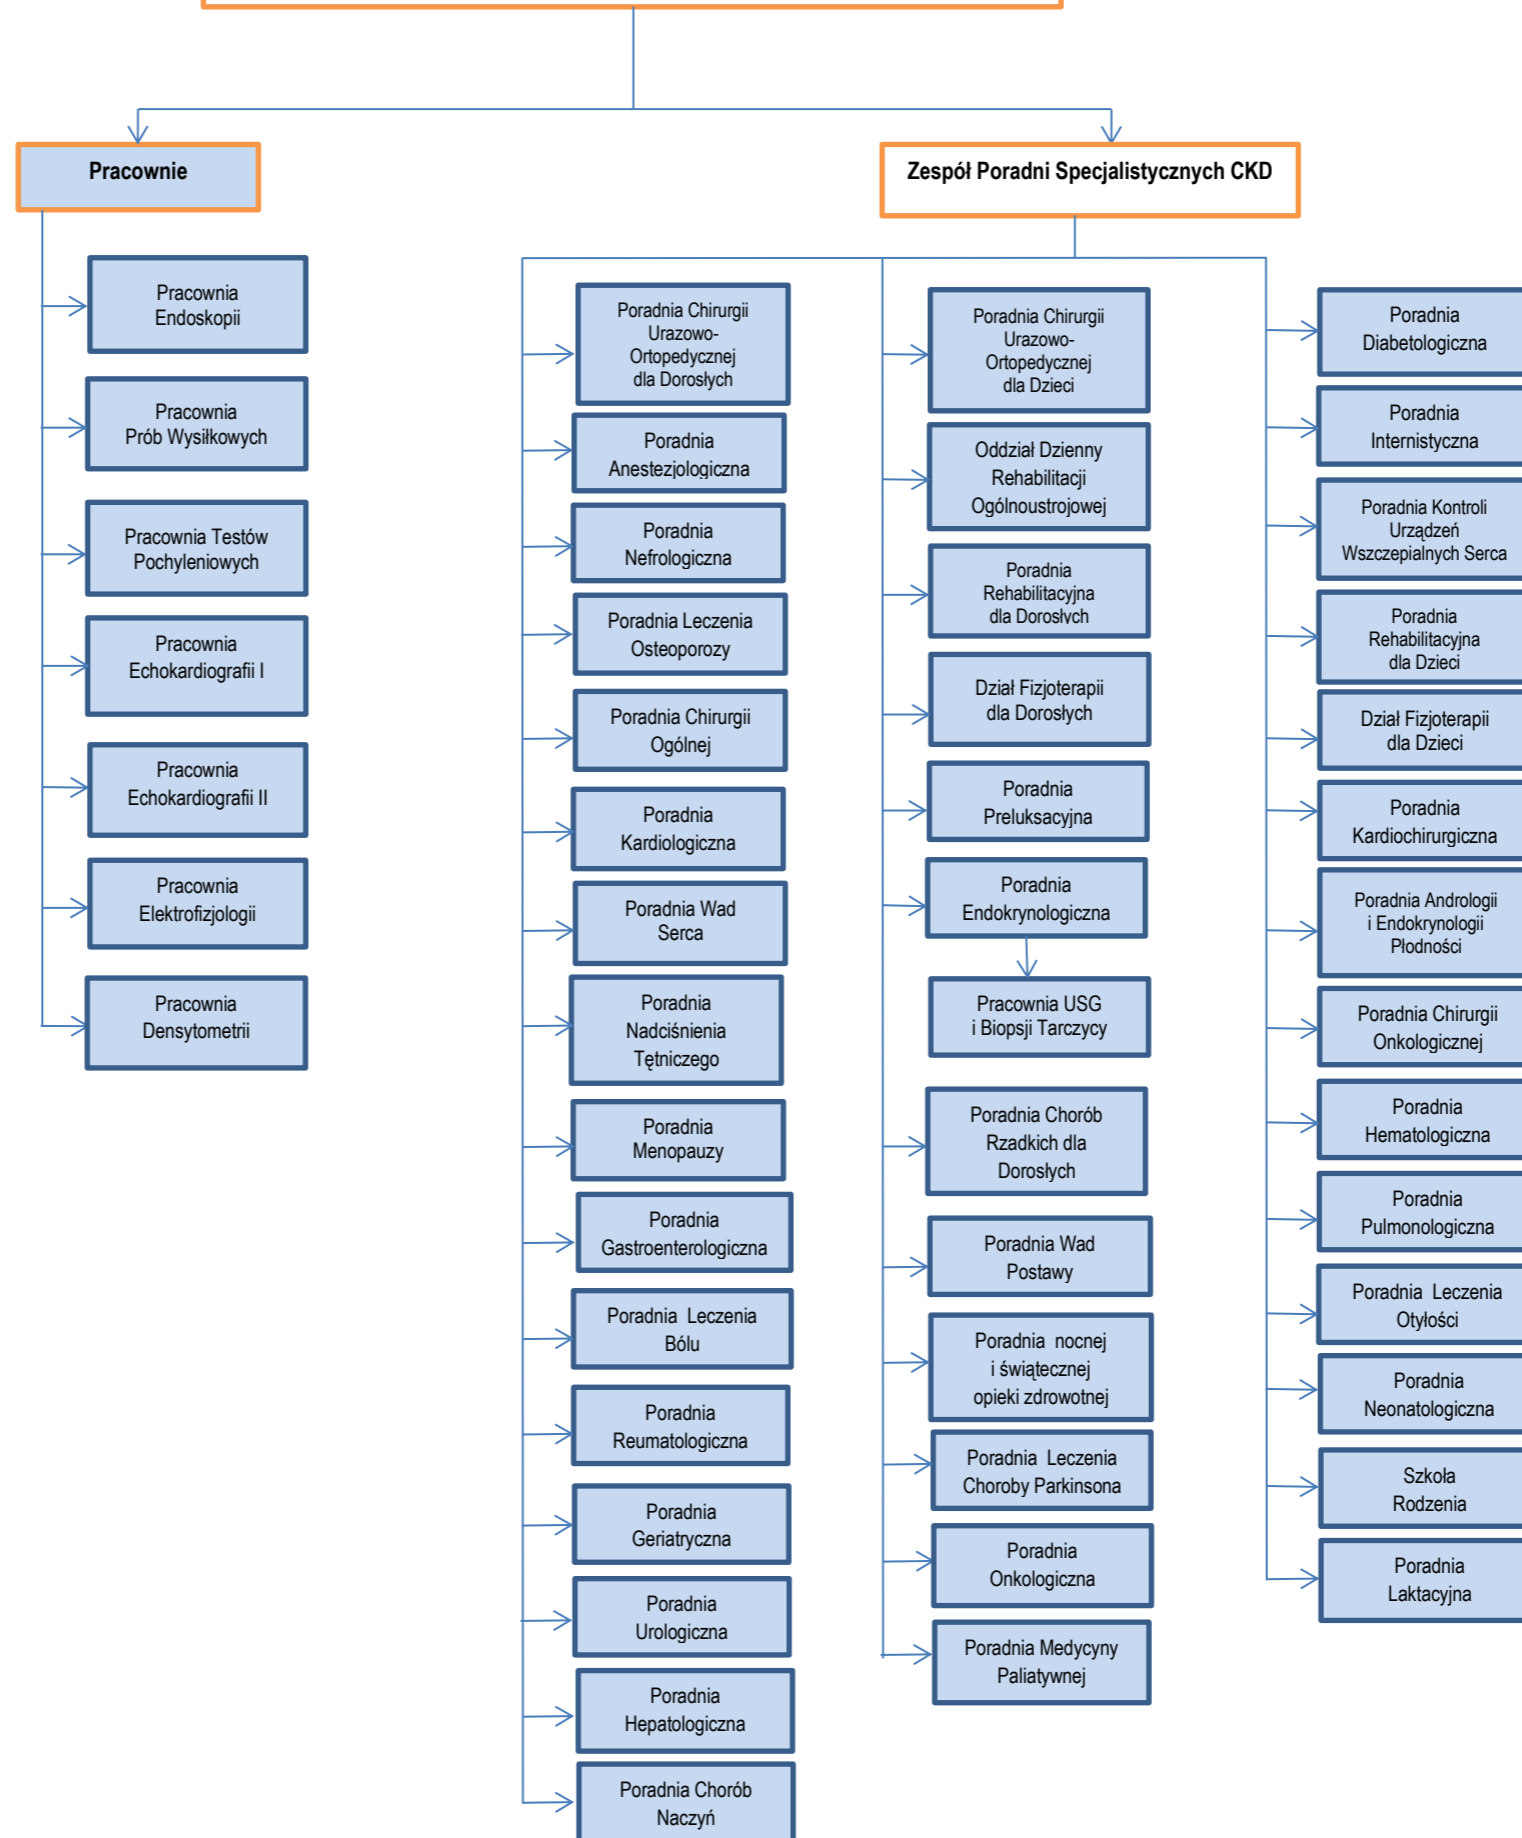 Pracownie
Zespół Poradni Specjalistycznych CKD
Pracownia
Endoskopii
Pracownia
Prób Wysiłkowych
Pracownia Testów
Pochyleniowych
Pracownia
Echokardiografii I
Pracownia
Echokardiografii II
Pracownia
Elektrofizjologii
Pracownia
Densytometrii
Poradnia Chirurgii
Urazowo-
Ortopedycznej
dla Dorosłych
Poradnia
Anestezjologiczna
Poradnia
Nefrologiczna
Poradnia Leczenia
Osteoporozy
Poradnia Chirurgii
Ogólnej
Poradnia
Kardiologiczna
Poradnia Wad
Serca
Poradnia
Nadciśnienia
Tętniczego
Poradnia
Menopauzy
Poradnia
Gastroenterologiczna
Poradnia Leczenia
Bólu
Poradnia
Reumatologiczna
Poradnia
Geriatryczna
Poradnia
Urologiczna
Poradnia
Hepatologiczna
Poradnia Chorób
Naczyń
Poradnia Chirurgii
Urazowo-
Ortopedycznej
dla Dzieci
Oddział Dzienny
Rehabilitacji
Ogólnoustrojowej
Poradnia
Rehabilitacyjna
dla Dorosłych
Dział Fizjoterapii
dla Dorosłych
Poradnia
Preluksacyjna
Poradnia
Endokrynologiczna
Pracownia USG
i Biopsji Tarczycy
Poradnia Chorób
Rzadkich dla
Dorosłych
Poradnia Wad
Postawy
Poradnia nocnej
i świątecznej
opieki zdrowotnej
Poradnia Leczenia
Choroby Parkinsona
Poradnia
Onkologiczna
Poradnia Medycyny
Paliatywnej
Poradnia
Diabetologiczna
Poradnia
Internistyczna
Poradnia Kontroli
Urządzeń
Wszczepialnych Serca
Poradnia
Rehabilitacyjna
dla Dzieci
Dział Fizjoterapii
dla Dzieci
Poradnia
Kardiochirurgiczna
Poradnia Andrologii
i Endokrynologii
Płodności
Poradnia Chirurgii
Onkologicznej
Poradnia
Hematologiczna
Poradnia
Pulmonologiczna
Poradnia Leczenia
Otyłości
Poradnia
Neonatologiczna
Szkoła
Rodzenia
Poradnia
Laktacyjna